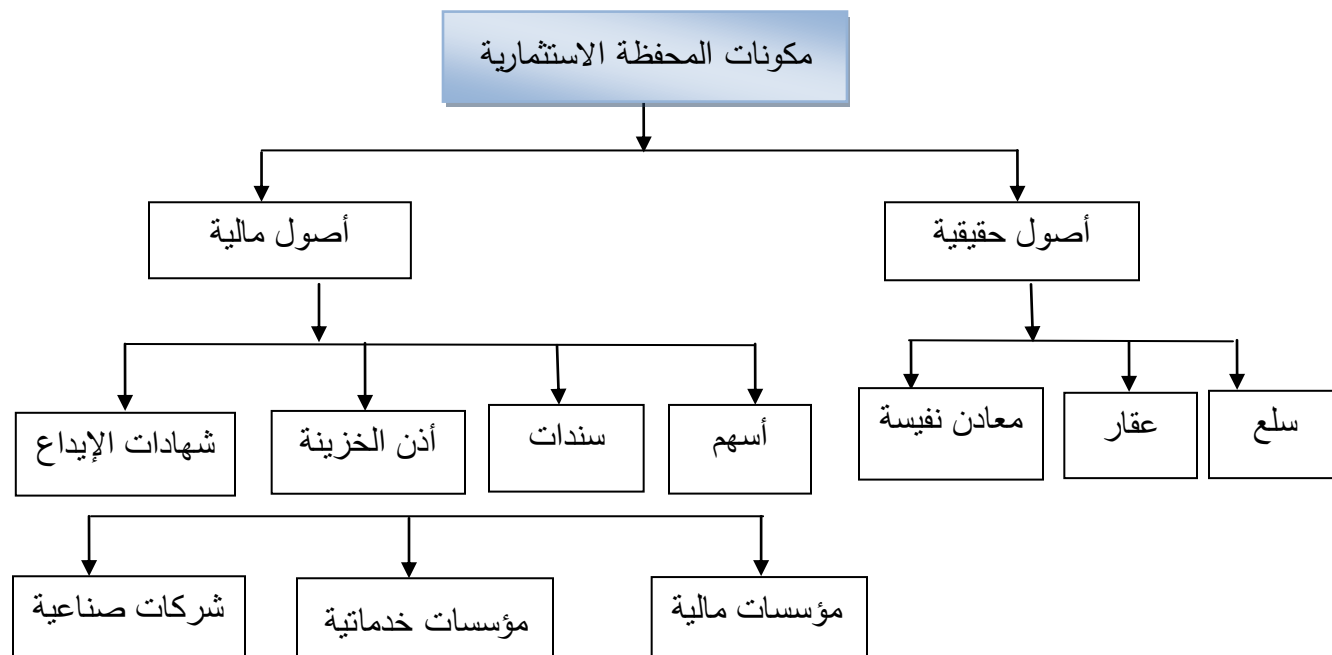 مكونات المحفظة الاستثمارية
أصول حقيقية
أصول مالية
سلع
عقار
معادن نفيسة
أسهم
سندات
أذن الخزينة
شهادات الإيداع
مؤسسات مالية
مؤسسات خدماتية
شركات صناعية